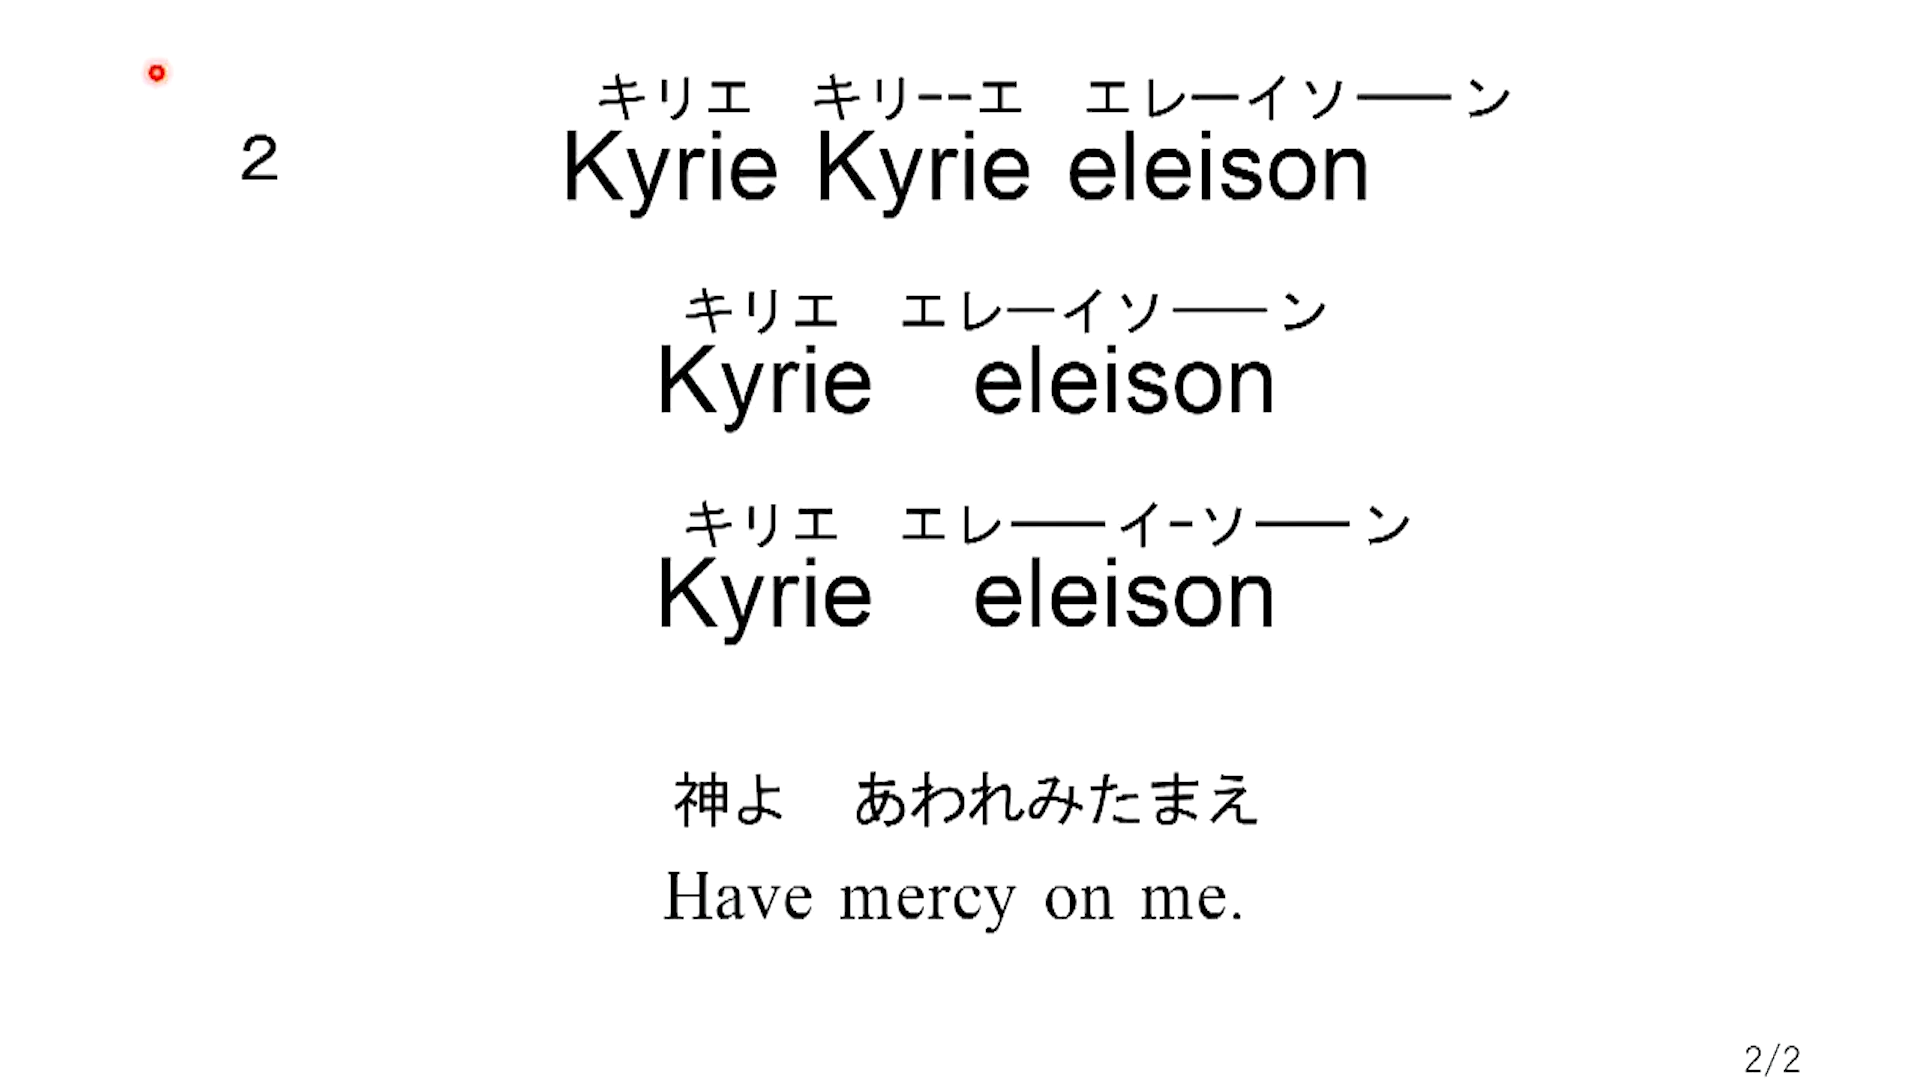 キリエ　キリ--エ　エレーイソ――ン
２　Kyrie Kyrie eleison
キリエ　エレーイソ――ン
Kyrie　eleison
キリエ　エレ――イ-ソ――ン
Kyrie　eleison
神よ　あわれみたまえ
Have mercy on me.
2/2